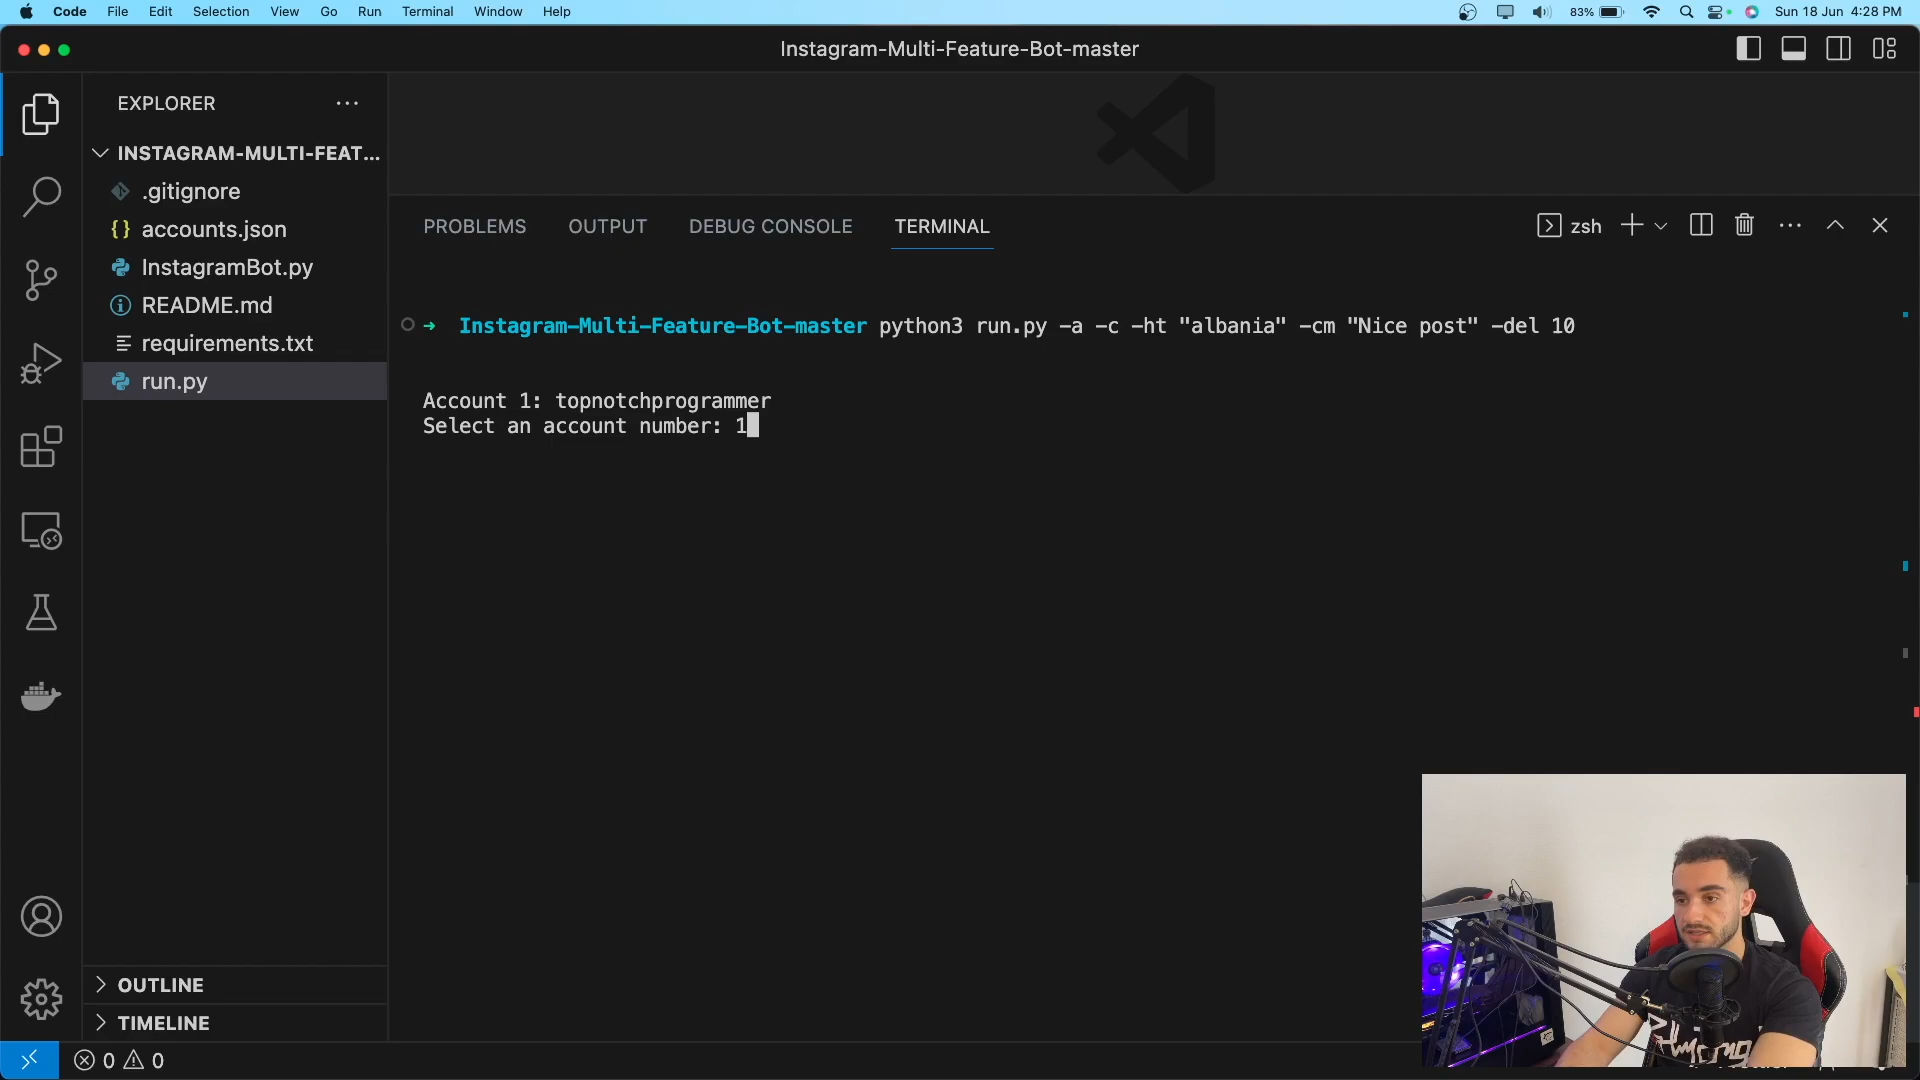 Code File Edit Selection View Go Run Terminal Window Help 83% Sun 18 Jun 4:28 PM
Instagram-Multi-Feature-Bot-master
EXPLORER
INSTAGRAM-MULTI-FEAT...
.gitignore
accounts.json
InstagramBot.py
README.md
requirements.txt
run.py
OUTLINE
TIMELINE
PROBLEMS OUTPUT DEBUG CONSOLE TERMINAL zsh
Instagram-Multi-Feature-Bot-master python3 run.py -a -c -ht "albania" -cm "Nice post" -del 10
Account 1: topnotchprogrammer
Select an account number: 1
0 0